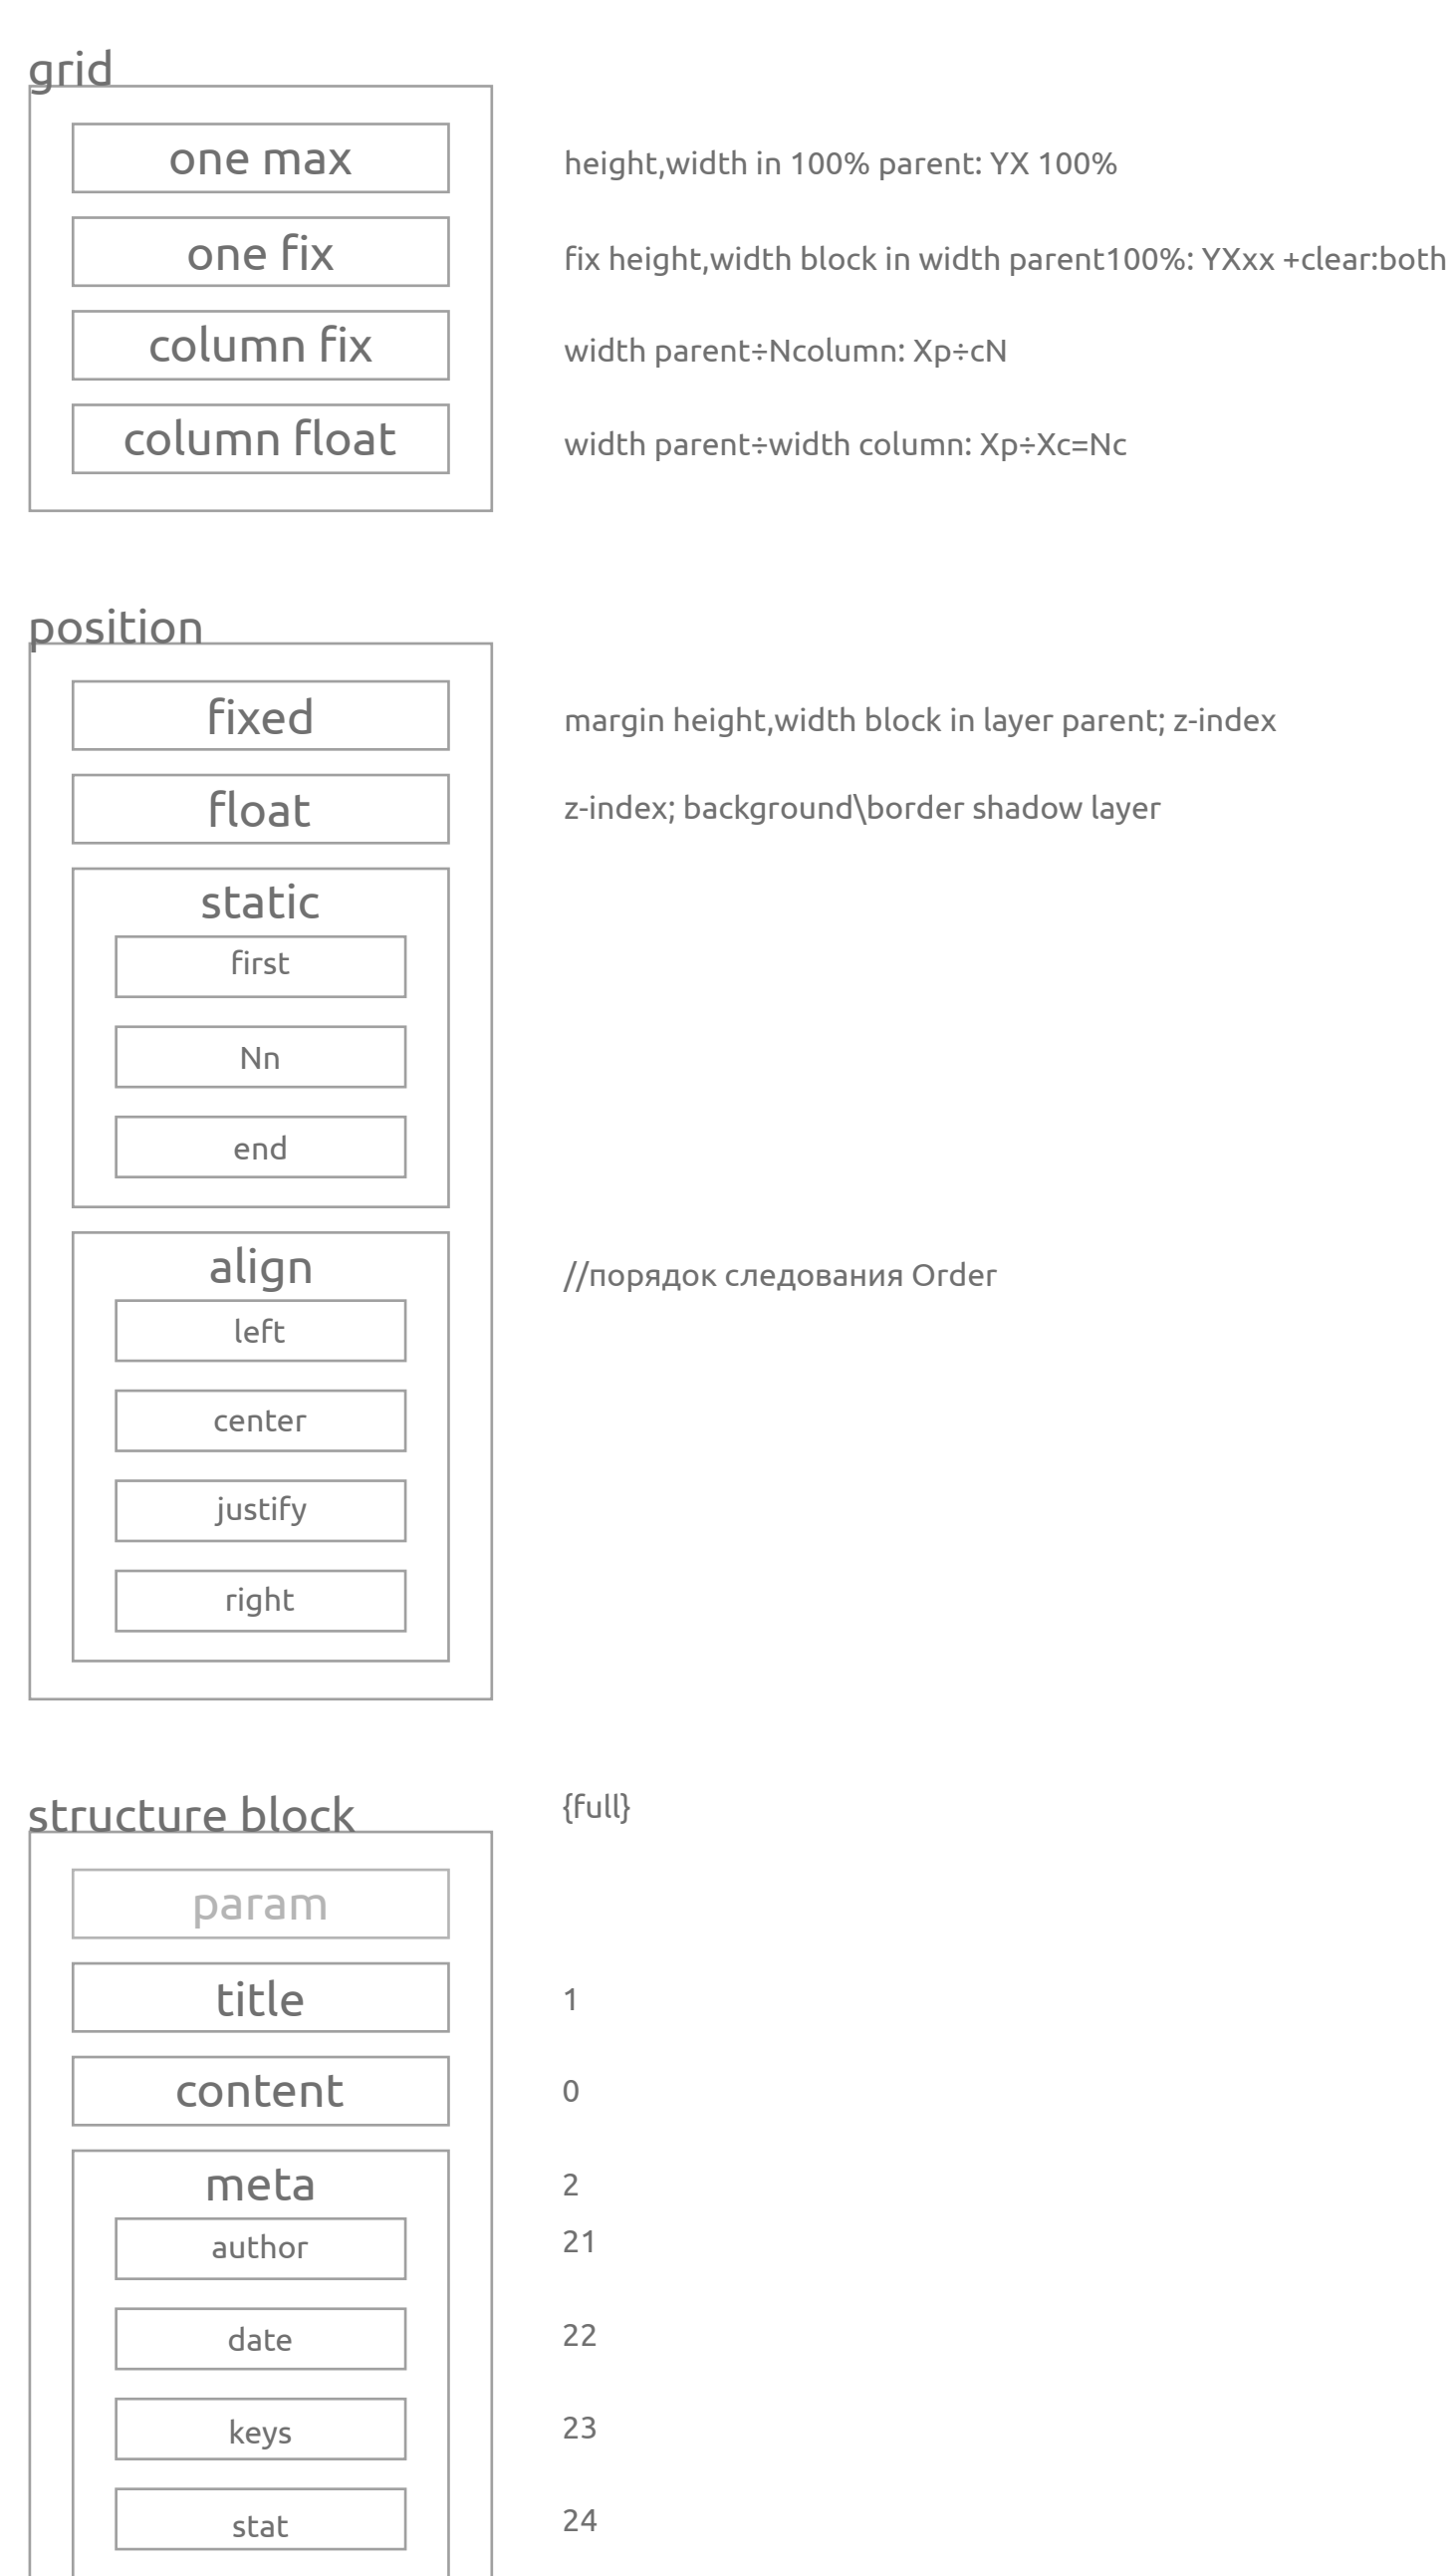 grid
one max
height,width in 100% parent: YX 100%
one fix
fix height,width block in width parent100%: YXxx +clear:both
column fix
width parent÷Ncolumn: Xp÷cN
column float
width parent÷width column: Xp÷Xc=Nc
position
fixed
margin height,width block in layer parent; z-index
float
z-index; background\border shadow layer
static
first
Nn
end
align
//порядок следования Order
left
center
justify
right
structure block
{full}
param
title
1
content
0
meta
2
author
21
date
22
keys
23
stat
24